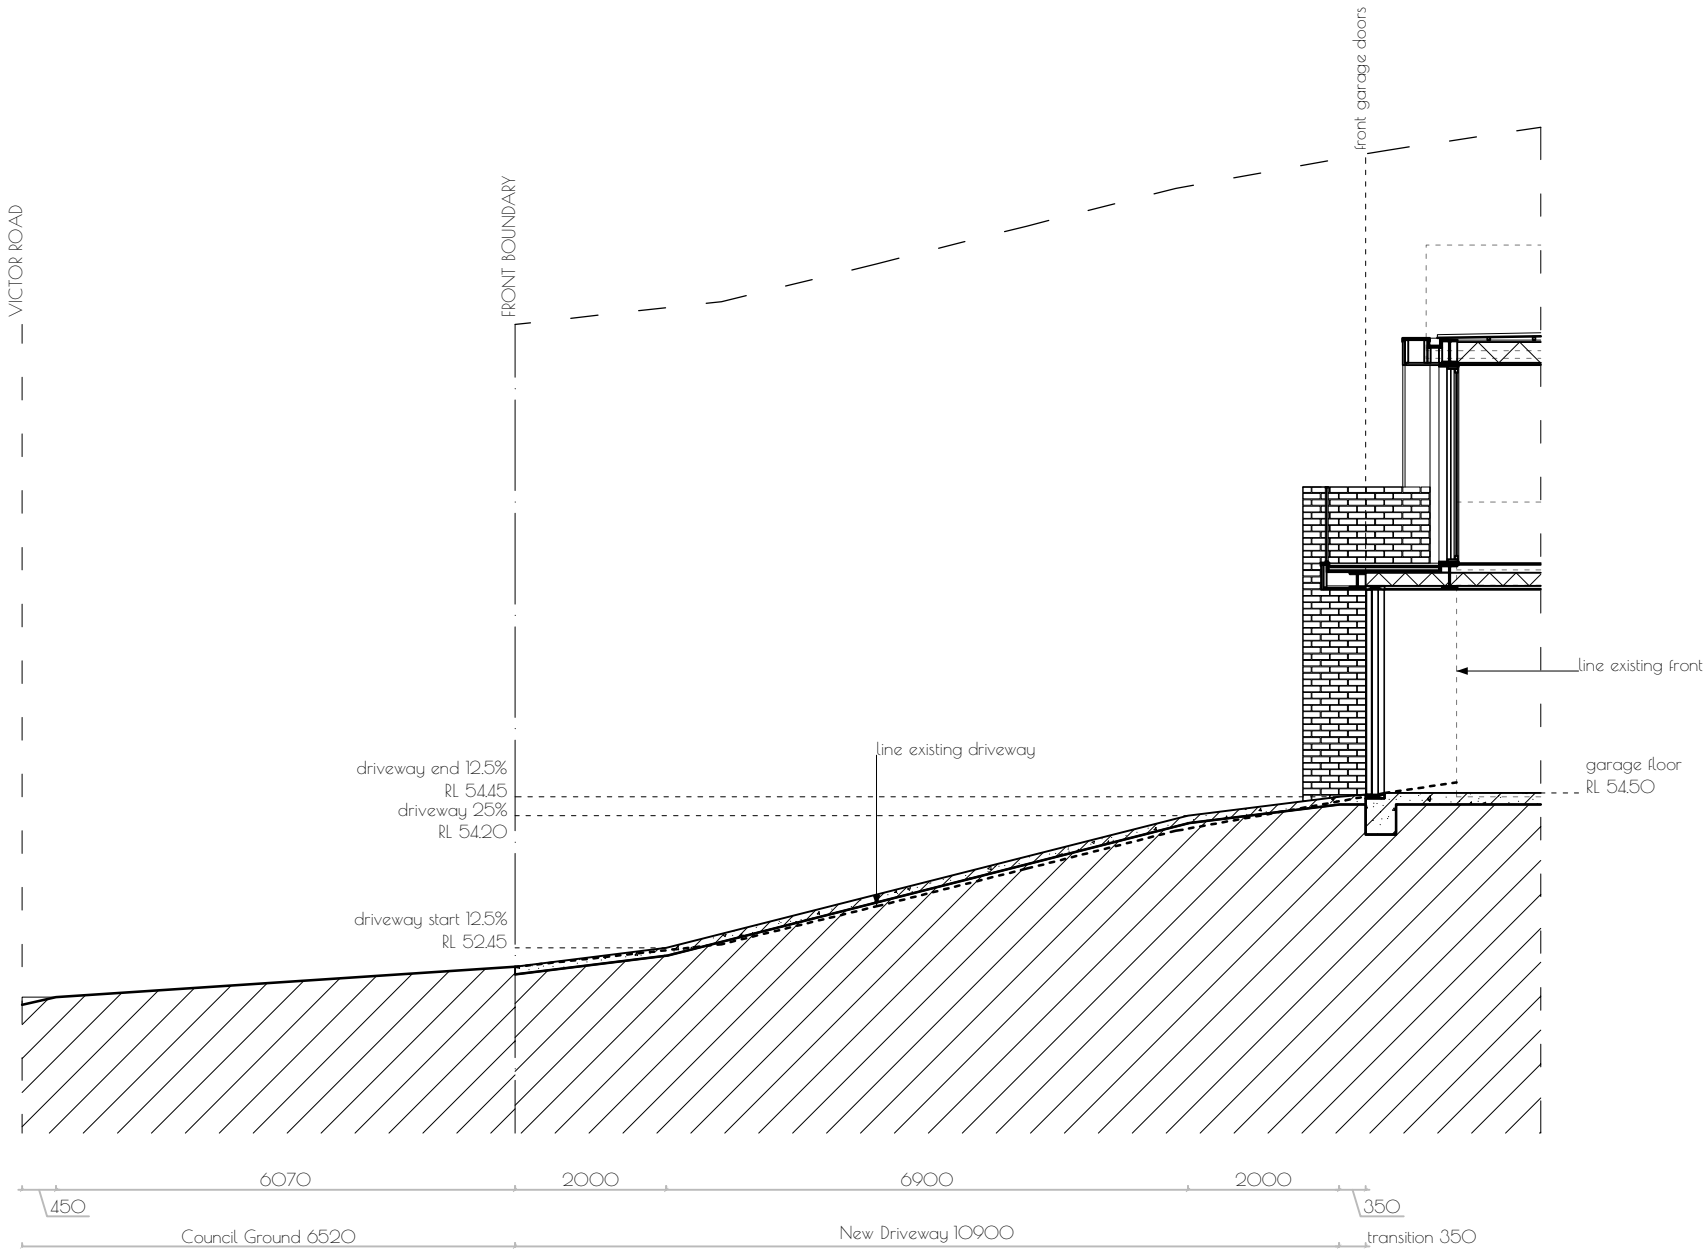 front garage doors
VICTOR ROAD
FRONT BOUNDARY
line existing front
line existing driveway
driveway end 12.5%
RL 54.45
driveway 25%
RL 54.20
garage floor
RL 54.50
driveway start 12.5%
RL 52.45
6070
2000
6900
2000
450
350
Council Ground 6520
New Driveway 10900
transition 350